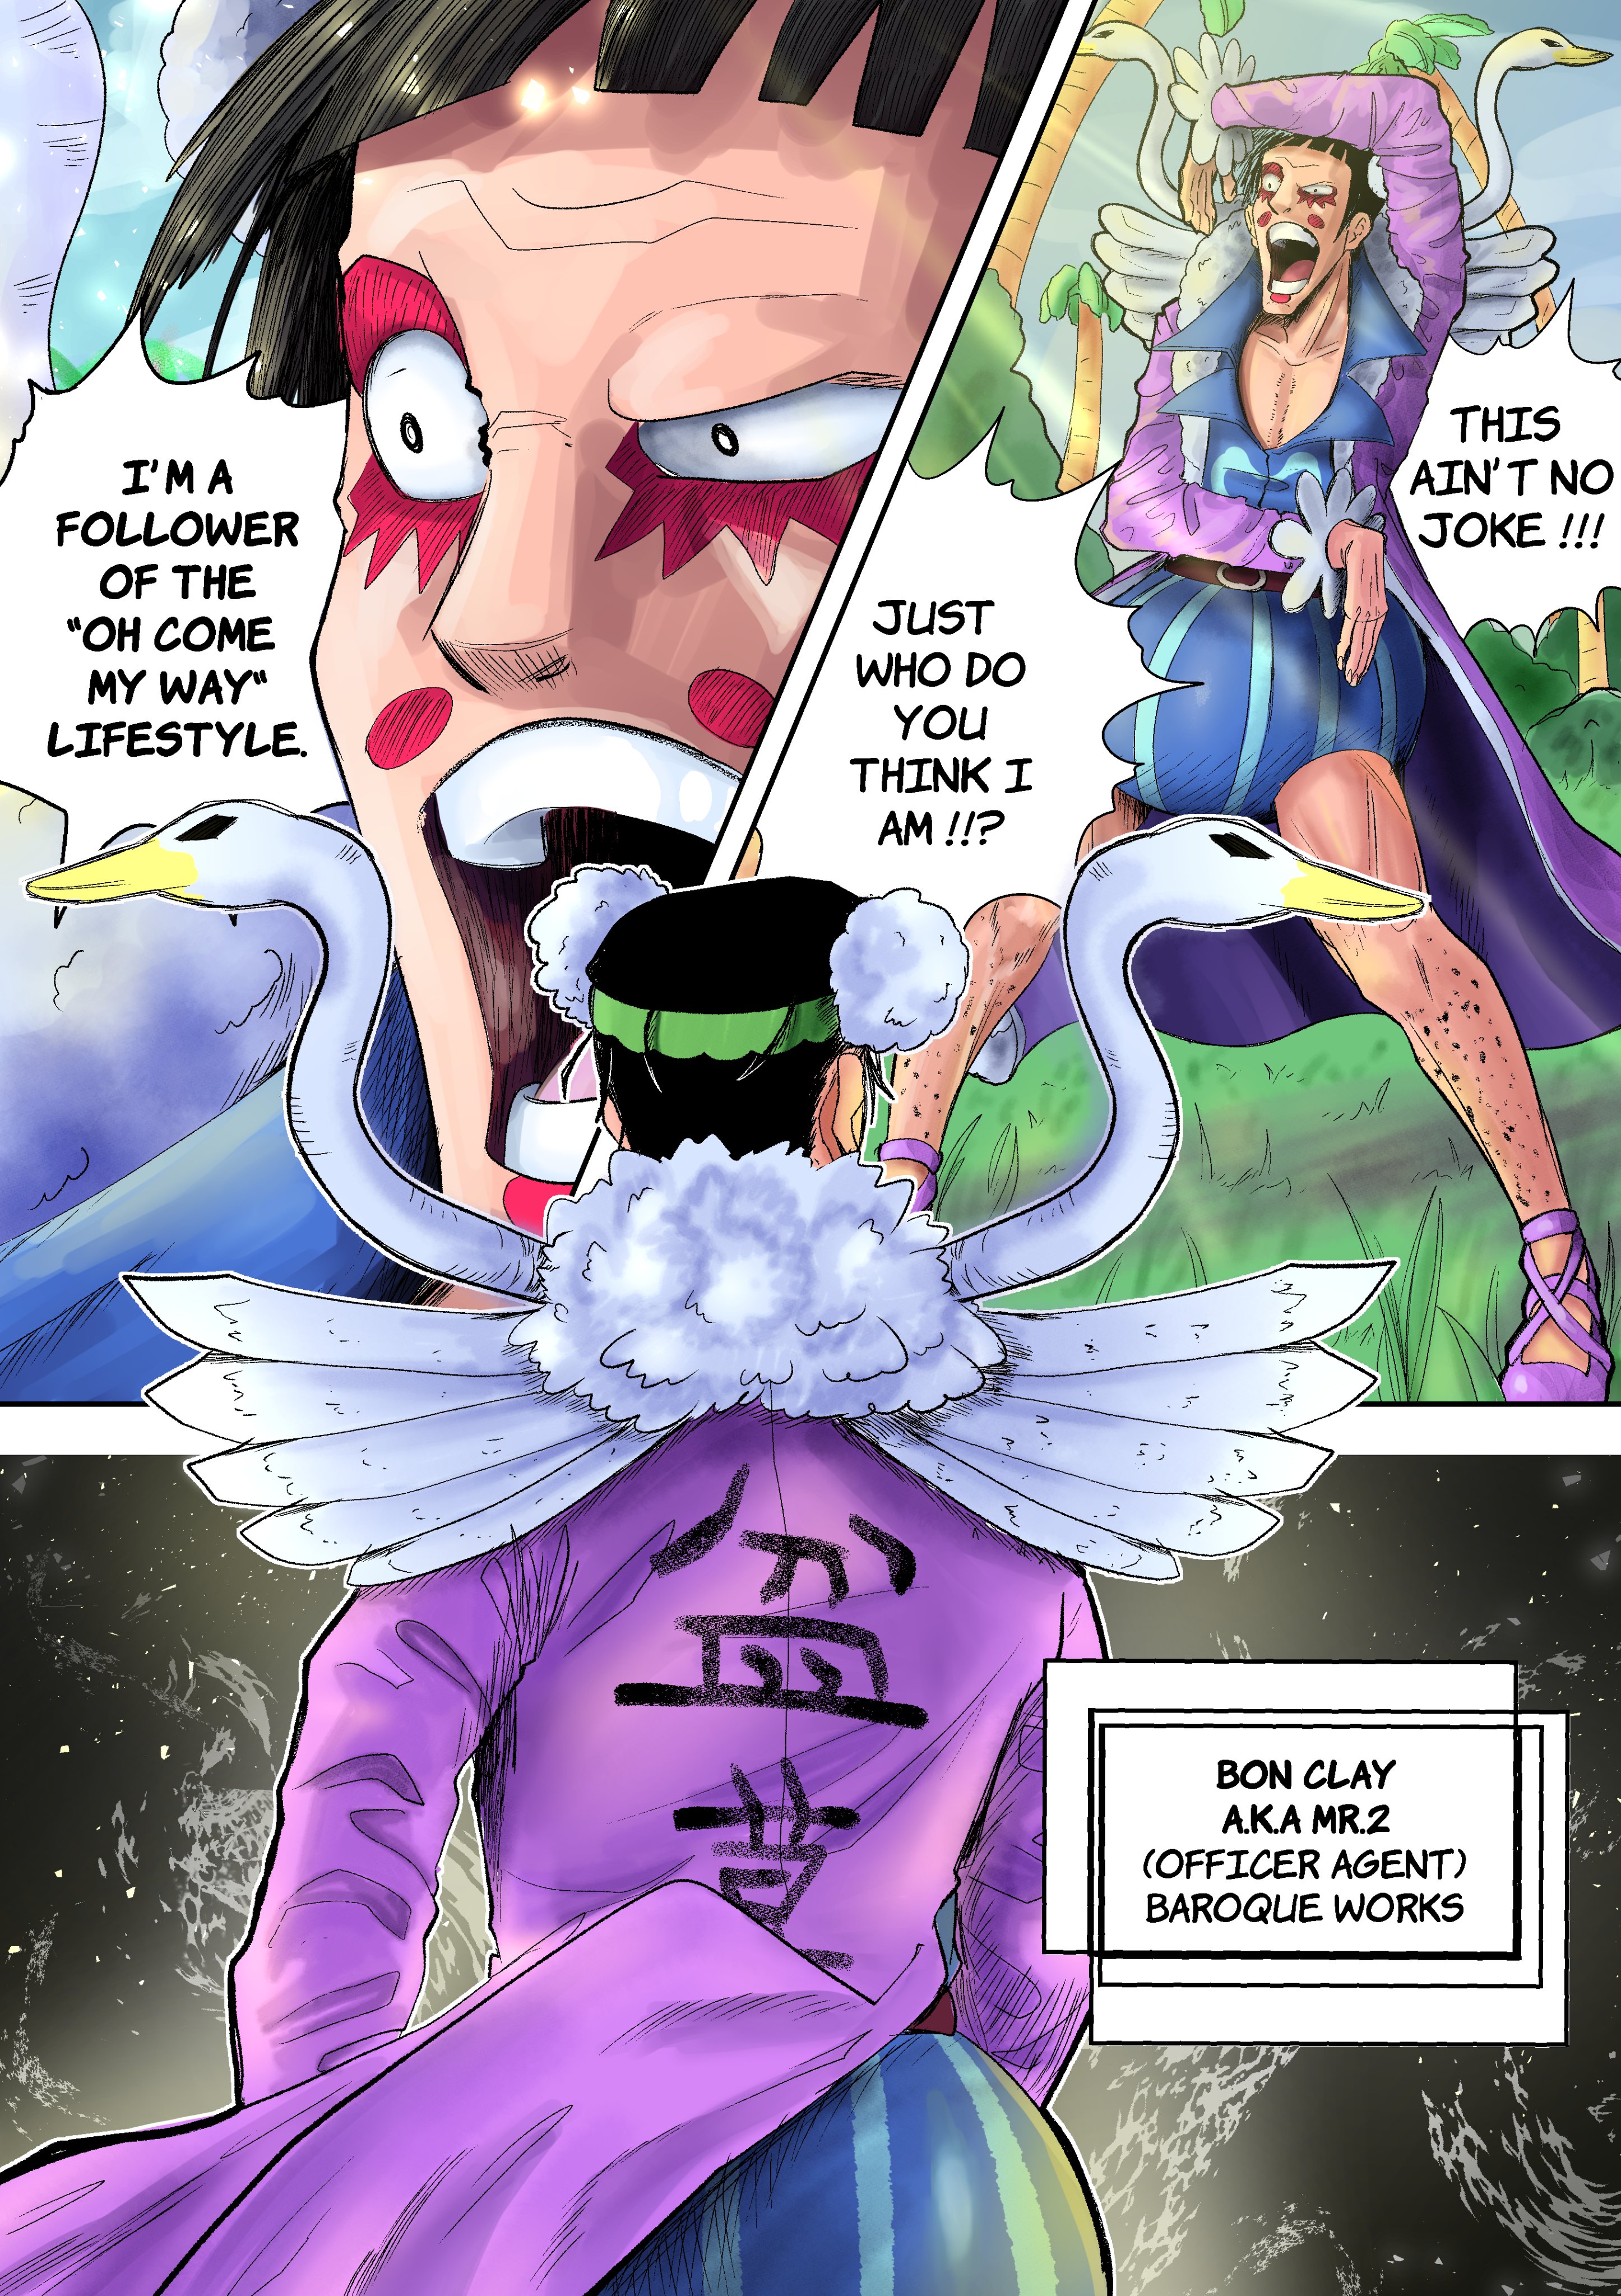 THIS
AIN'T NO
JOKE !!!
JUST
WHO DO
YOU
THINK I
AM !!?
I'M A
FOLLOWER
OF THE
"OH COME
MY WAY"
LIFESTYLE.
盆
BON CLAY
A.K.A MR.2
(OFFICER AGENT)
BAROQUE WORKS